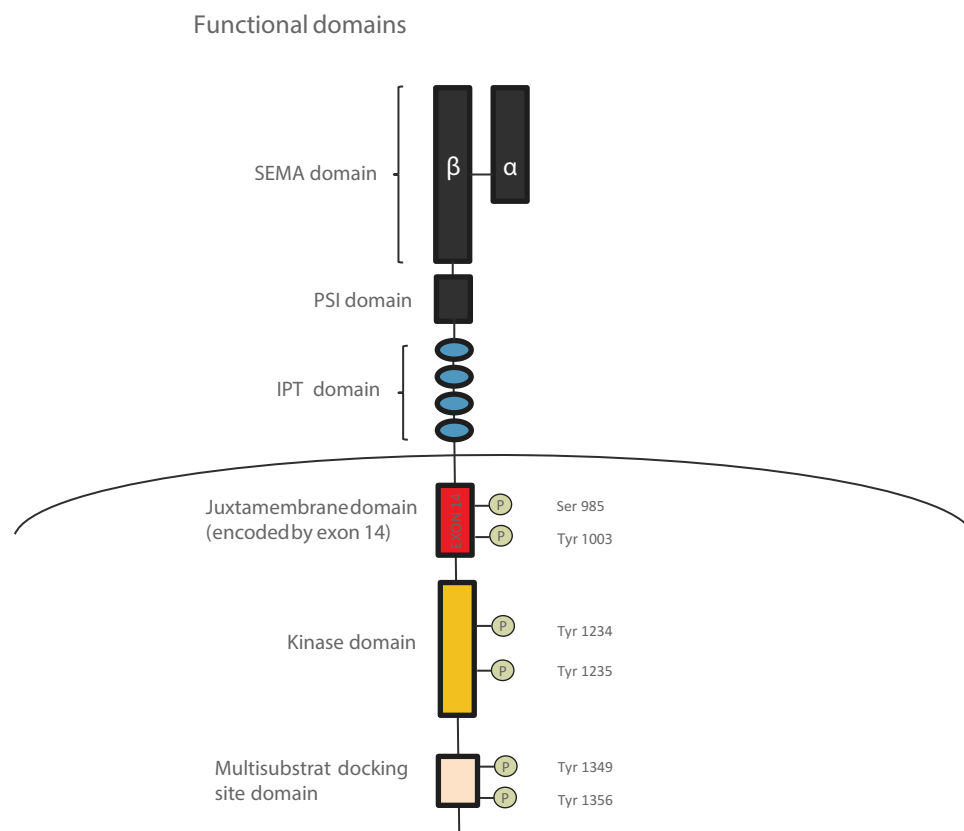 Functional domains
SEMA domain
β
α
PSI domain
IPT domain
Juxtamembrane domain
(encoded by exon 14)
EXON 14
P
Ser 985
P
Tyr 1003
Kinase domain
P
Tyr 1234
P
Tyr 1235
Multisubstrat docking
site domain
P
Tyr 1349
P
Tyr 1356